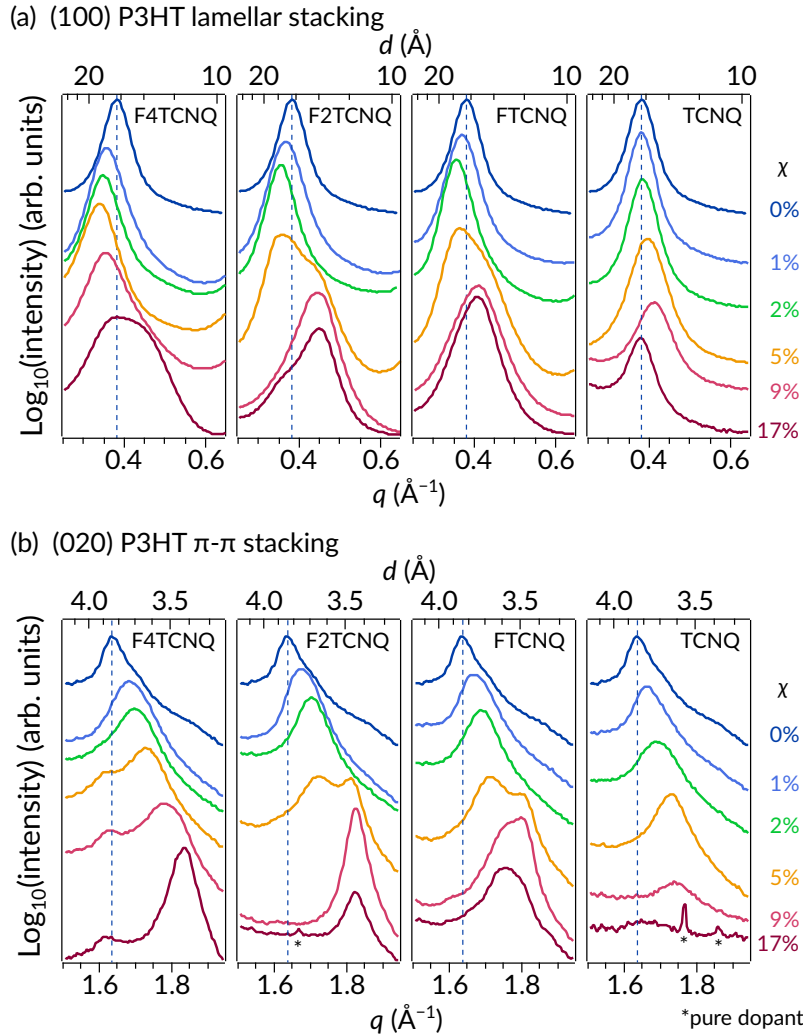 (a) (100) P3HT lamellar stacking
d (Å)
20 10 20 10 20 10 20 10
F4TCNQ F2TCNQ FTCNQ TCNQ
Log10(intensity) (arb. units)
χ
0%
1%
2%
5%
9%
17%
0.4 0.6 0.4 0.6 0.4 0.6 0.4 0.6
q (Å⁻¹) q (Å⁻¹)
(b) (020) P3HT π-π stacking
d (Å) d (Å)
4.0 3.5 4.0 3.5 4.0 3.5 4.0 3.5
F4TCNQ F2TCNQ FTCNQ TCNQ
Log10(intensity) (arb. units)
χ
0%
1%
2%
5%
9%
17%
* * *
1.6 1.8 1.6 1.8 1.6 1.8 1.6 1.8
q (Å⁻¹)
*pure dopant